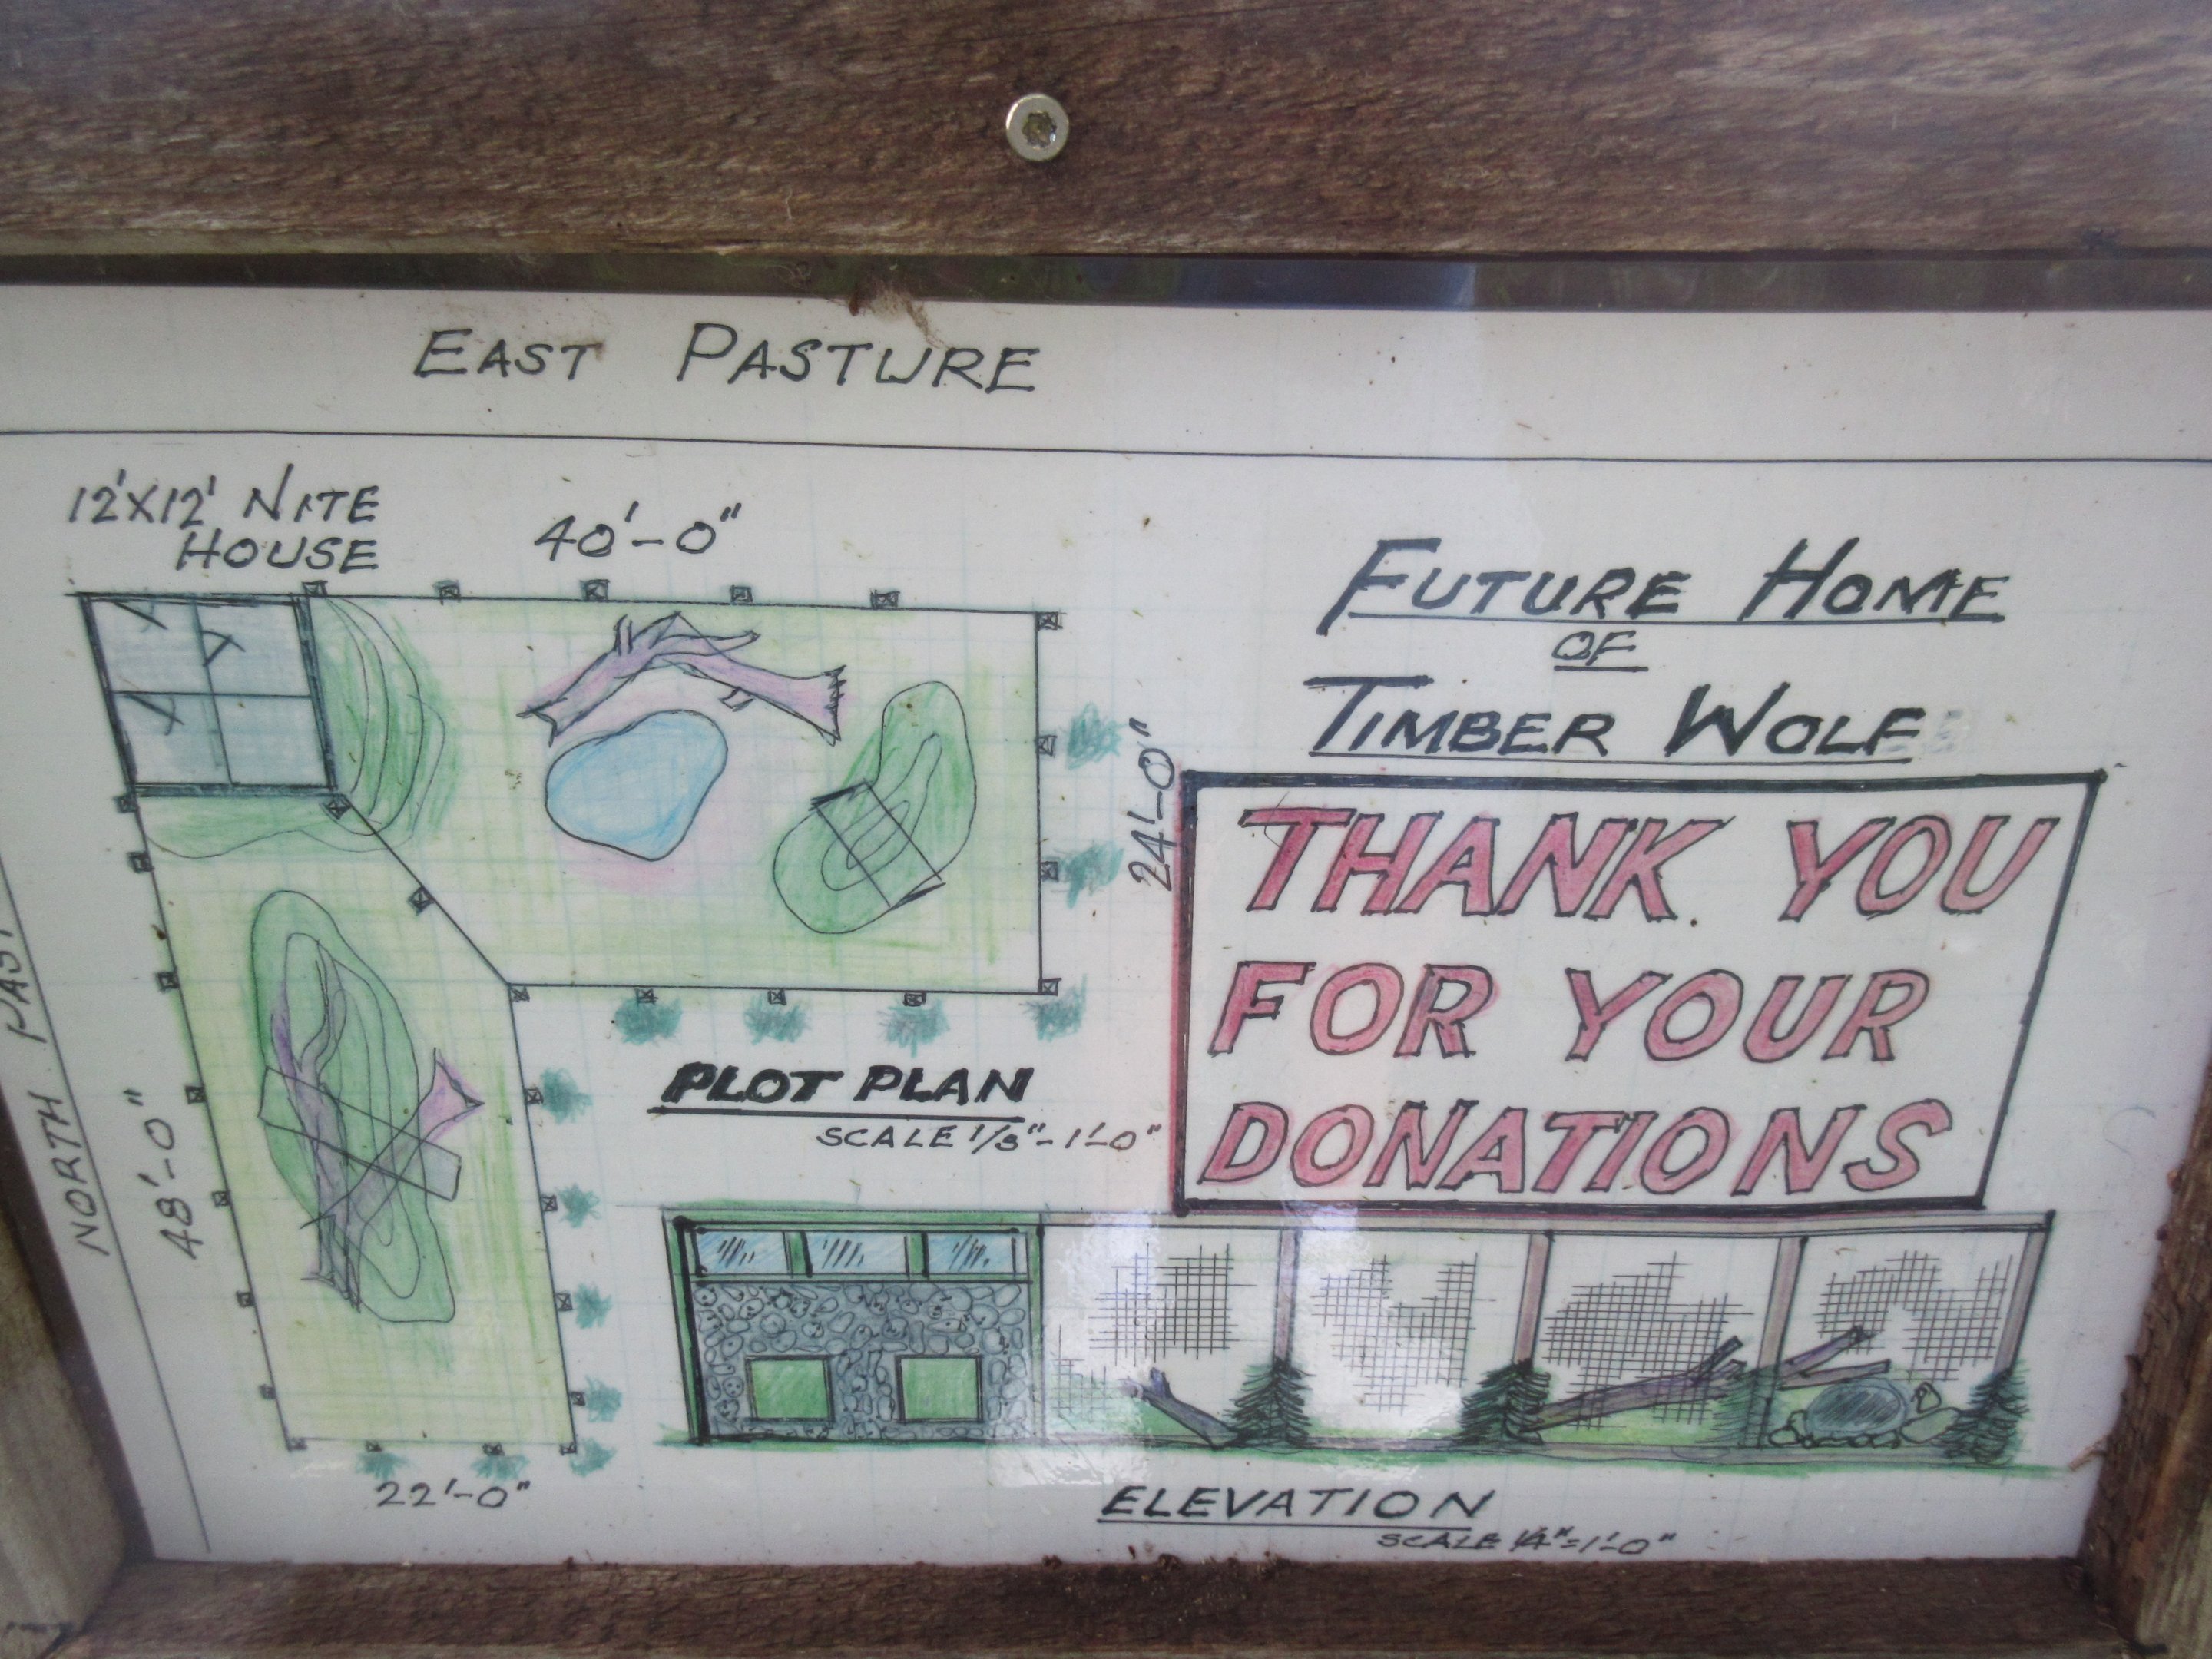 EAST PASTURE
12'X12' NITE
HOUSE
40'-0"
24'-0"
48'-0"
22'-0"
NORTH PAST
PLOT PLAN
SCALE 1/8"-1'-0"
FUTURE HOME
OF
TIMBER WOLF
THANK YOU
FOR YOUR
DONATIONS
ELEVATION
SCALE 1/4"=1'-0"